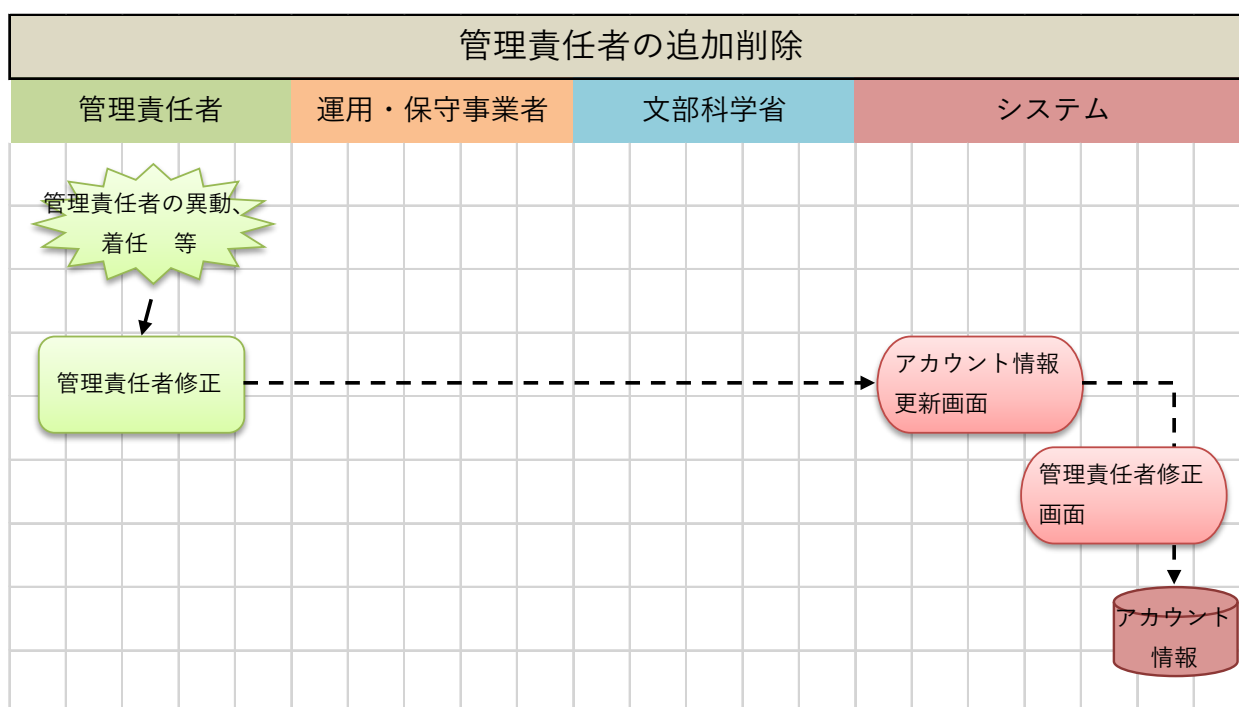 管理責任者の追加削除
管理責任者
運用・保守事業者
文部科学省
システム
管理責任者の異動、
着任　等
管理責任者修正
アカウント情報
更新画面
管理責任者修正
画面
アカウント
情報